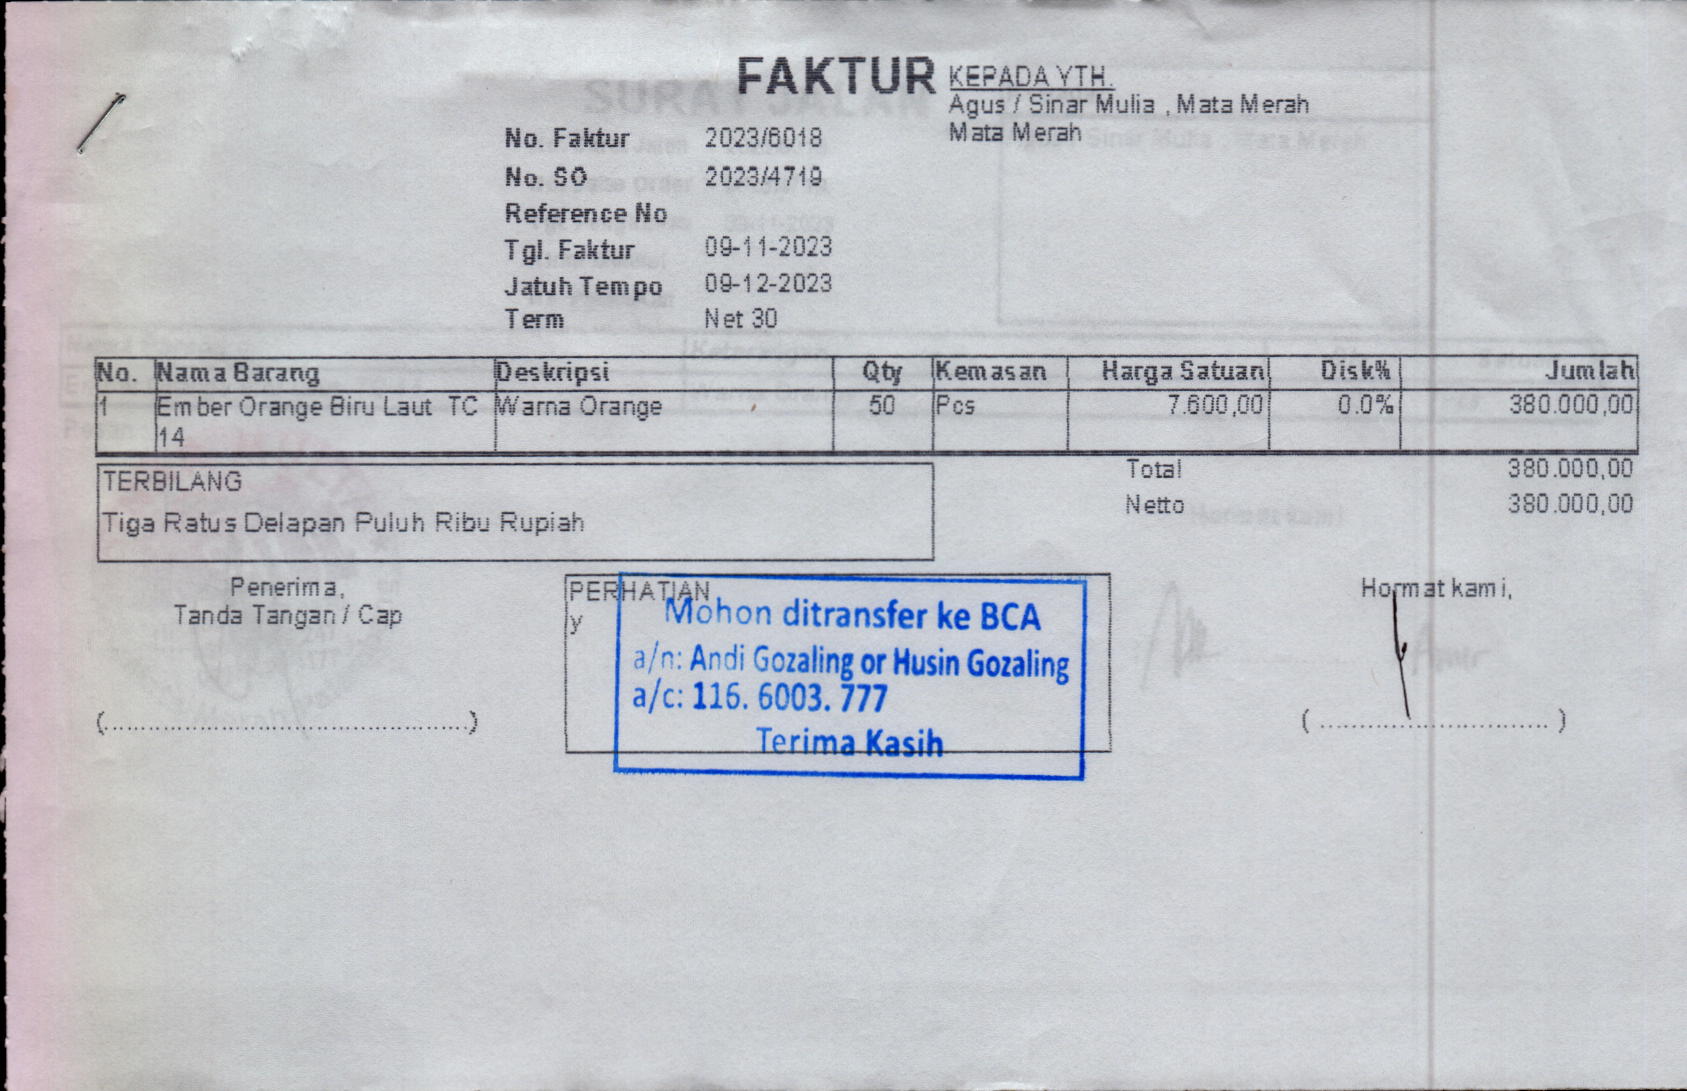 FAKTUR
KEPADA YTH.
Agus / Sinar Mulia , Mata Merah
Mata Merah
No. Faktur 2023/6018
No. SO 2023/4719
Reference No
Tgl. Faktur 09-11-2023
Jatuh Tempo 09-12-2023
Term Net 30
No. Nama Barang Deskripsi Qty Kemasan Harga Satuan Disk% Jumlah
1 Ember Orange Biru Laut TC Warna Orange 50 Pcs 7.600,00 0.0% 380.000,00
14
Total 380.000,00
Netto 380.000,00
TERBILANG
Tiga Ratus Delapan Puluh Ribu Rupiah
Penerima,
Tanda Tangan / Cap
(............................................)
PERHATIAN
y
Mohon ditransfer ke BCA
a/n: Andi Gozaling or Husin Gozaling
a/c: 116. 6003. 777
Terima Kasih
Hormat kami,
( ............................ )